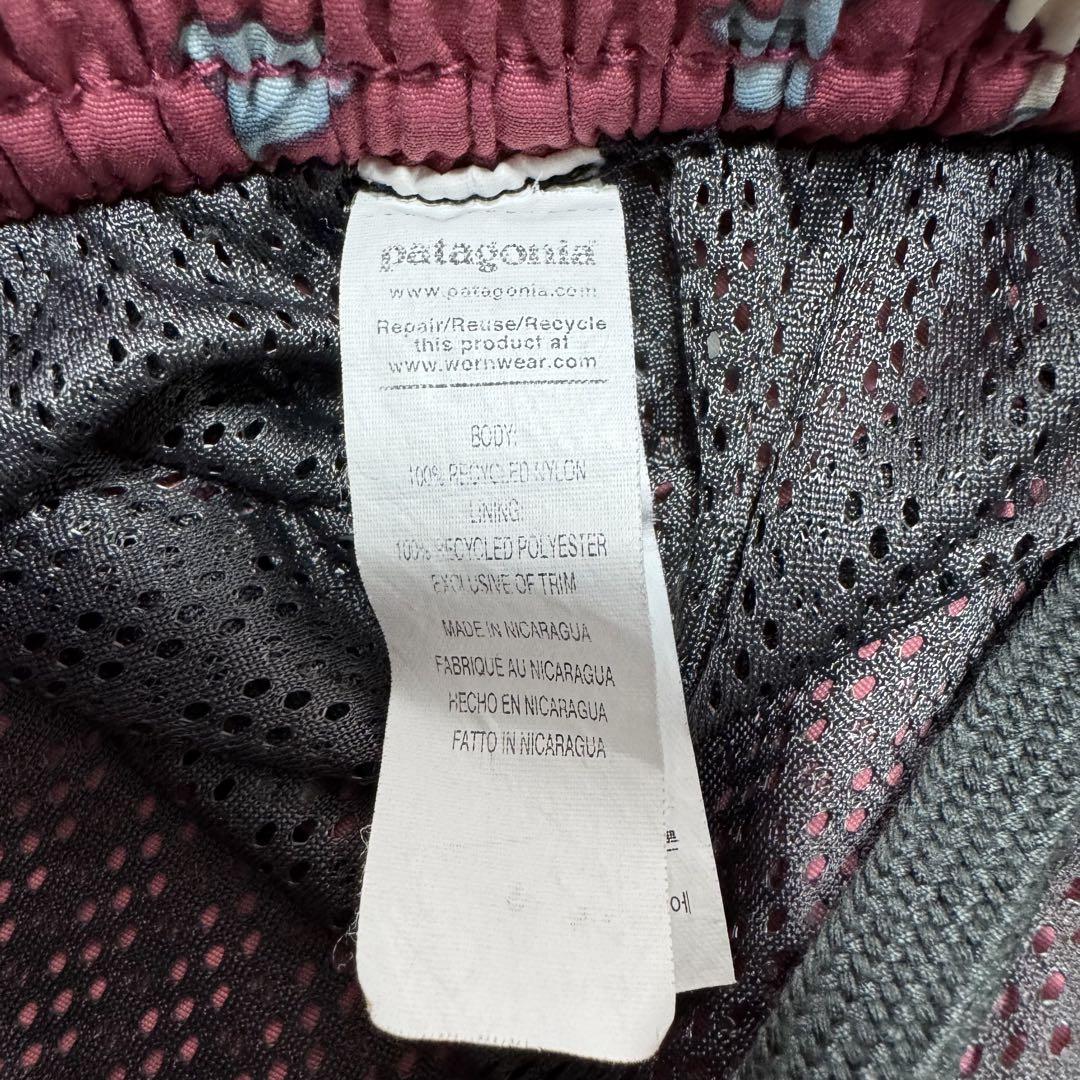 patagonia
www.patagonia.com
Repair/Reuse/Recycle
this product at
www.wornwear.com
BODY:
100% RECYCLED NYLON
LINING:
100% RECYCLED POLYESTER
EXCLUSIVE OF TRIM
MADE IN NICARAGUA
FABRIQUE AU NICARAGUA
HECHO EN NICARAGUA
FATTO IN NICARAGUA
에